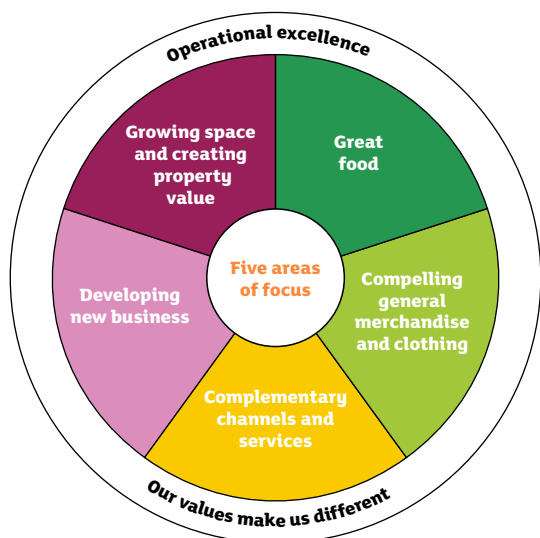 Operational excellence
Growing space
and creating
property
value
Great
food
Five areas
of focus
Developing
new business
Compelling
general
merchandise
and clothing
Complementary
channels and
services
Our values make us different